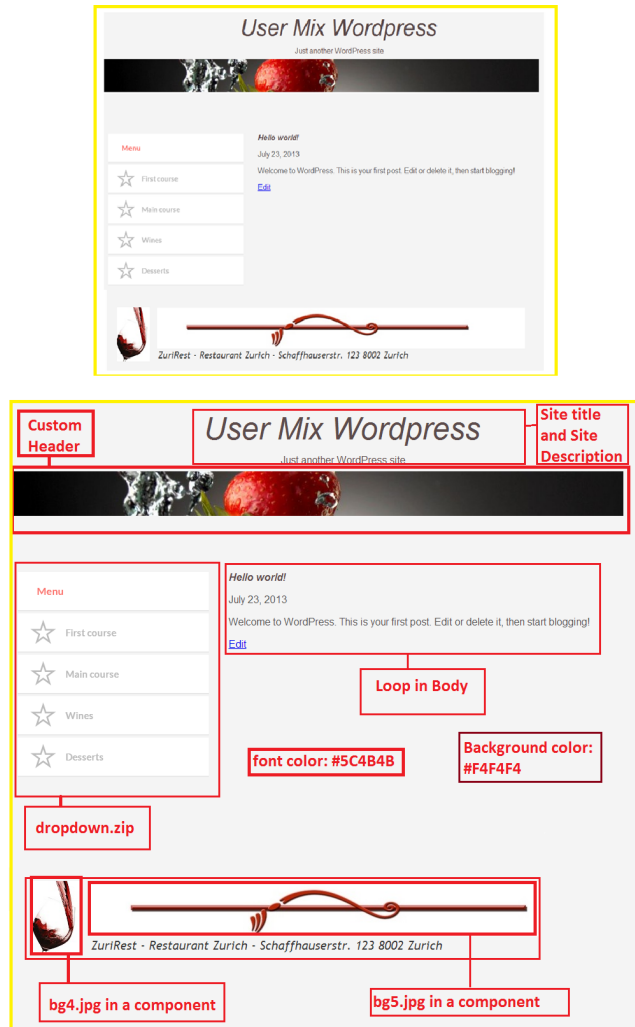 User Mix Wordpress
Just another WordPress site
Menu
First course
Main course
Wines
Desserts
Hello world!
July 23, 2013
Welcome to WordPress. This is your first post. Edit or delete it, then start blogging!
Edit
ZuriRest - Restaurant Zurich - Schaffhauserstr. 123 8002 Zurich
Custom
Header
User Mix Wordpress
Just another WordPress site
Site title
and Site
Description
Menu
First course
Main course
Wines
Desserts
Hello world!
July 23, 2013
Welcome to WordPress. This is your first post. Edit or delete it, then start blogging!
Edit
Loop in Body
font color: #5C4B4B
Background color:
#F4F4F4
dropdown.zip
ZuriRest - Restaurant Zurich - Schaffhauserstr. 123 8002 Zurich
bg4.jpg in a component
bg5.jpg in a component